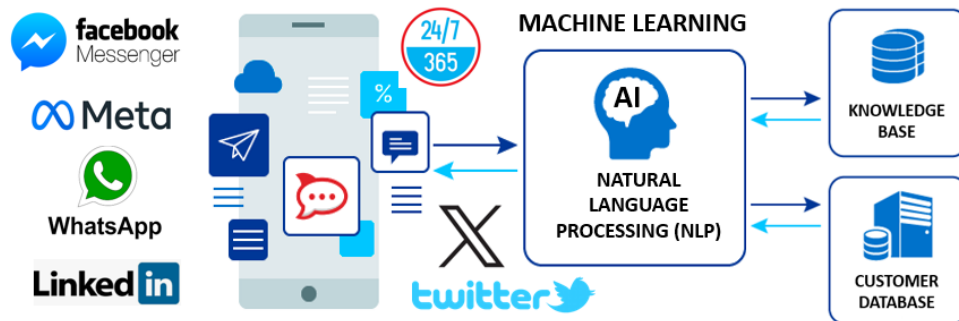 facebook
Messenger
Meta
WhatsApp
Linked in
24/7
365
%
X
twitter
MACHINE LEARNING
AI
NATURAL
LANGUAGE
PROCESSING (NLP)
KNOWLEDGE
BASE
CUSTOMER
DATABASE